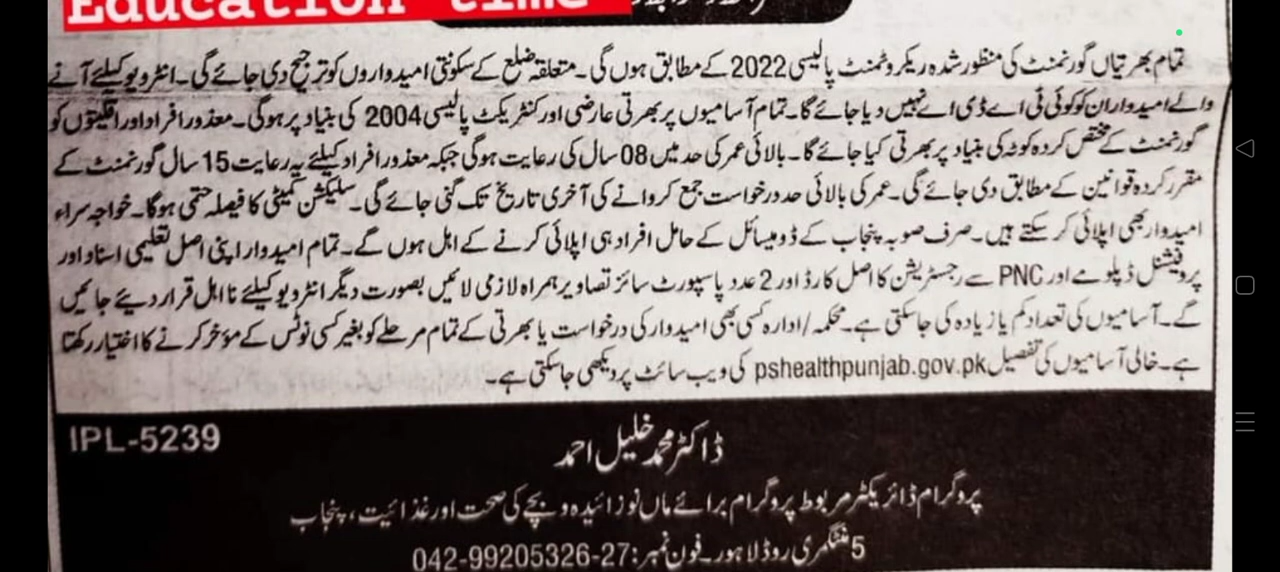 Education time
تمام بھرتیاں گورنمنٹ کی منظور شدہ ریکروٹمنٹ پالیسی 2022 کے مطابق ہوں گی۔ متعلقہ ضلع کے سکونتی امیدواروں کو ترجیح دی جائے گی۔ انٹرویو کیلئے آنے
والے امیدواران کو کوئی ٹی اے ڈی اے نہیں دیا جائے گا۔ تمام آسامیوں پر بھرتی عارضی اور کنٹریکٹ پالیسی 2004 کی بنیاد پر ہوگی۔ معذور افراد اور اقلیتوں کو
گورنمنٹ کے مختص کردہ کوٹہ کی بنیاد پر بھرتی کیا جائے گا۔ بالائی عمر کی حد میں 08 سال کی رعایت ہوگی جبکہ معذور افراد کیلئے یہ رعایت 15 سال گورنمنٹ کے
مقرر کردہ قوانین کے مطابق دی جائے گی۔ عمر کی بالائی حد درخواست جمع کروانے کی آخری تاریخ تک گنی جائے گی۔ سلیکشن کمیٹی کا فیصلہ حتمی ہوگا۔ خواجہ سراء
امیدوار بھی اپلائی کر سکتے ہیں۔ صرف صوبہ پنجاب کے ڈومیسائل کے حامل افراد ہی اپلائی کرنے کے اہل ہوں گے۔ تمام امیدوار اپنی اصل تعلیمی اسناد اور
پروفیشنل ڈپلومے اور PNC سے رجسٹریشن کا اصل کارڈ اور 2 عدد پاسپورٹ سائز تصاویر ہمراہ لازمی لائیں بصورت دیگر انٹرویو کیلئے نااہل قرار دیئے جائیں
گے۔ آسامیوں کی تعداد کم یا زیادہ کی جاسکتی ہے۔ محکمہ/ادارہ کسی بھی امیدوار کی درخواست یا بھرتی کے تمام مرحلے کو بغیر کسی نوٹس کے مؤخر کرنے کا اختیار رکھتا
ہے۔ خالی آسامیوں کی تفصیل pshealthpunjab.gov.pk کی ویب سائٹ پر دیکھی جاسکتی ہے۔
IPL-5239
ڈاکٹر محمد خلیل احمد
پروگرام ڈائریکٹر مربوط پروگرام برائے ماں نوزائیدہ و بچے کی صحت اور غذائیت، پنجاب
5 منٹگمری روڈ لاہور۔ فون نمبر: 27-042-99205326